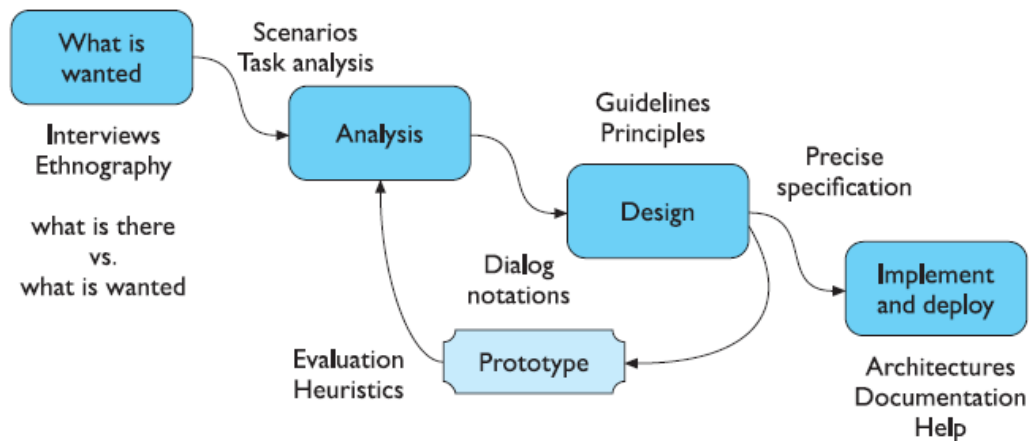 What is
wanted
Scenarios
Task analysis
Interviews
Ethnography
what is there
vs.
what is wanted
Analysis
Guidelines
Principles
Design
Precise
specification
Dialog
notations
Implement
and deploy
Evaluation
Heuristics
Prototype
Architectures
Documentation
Help